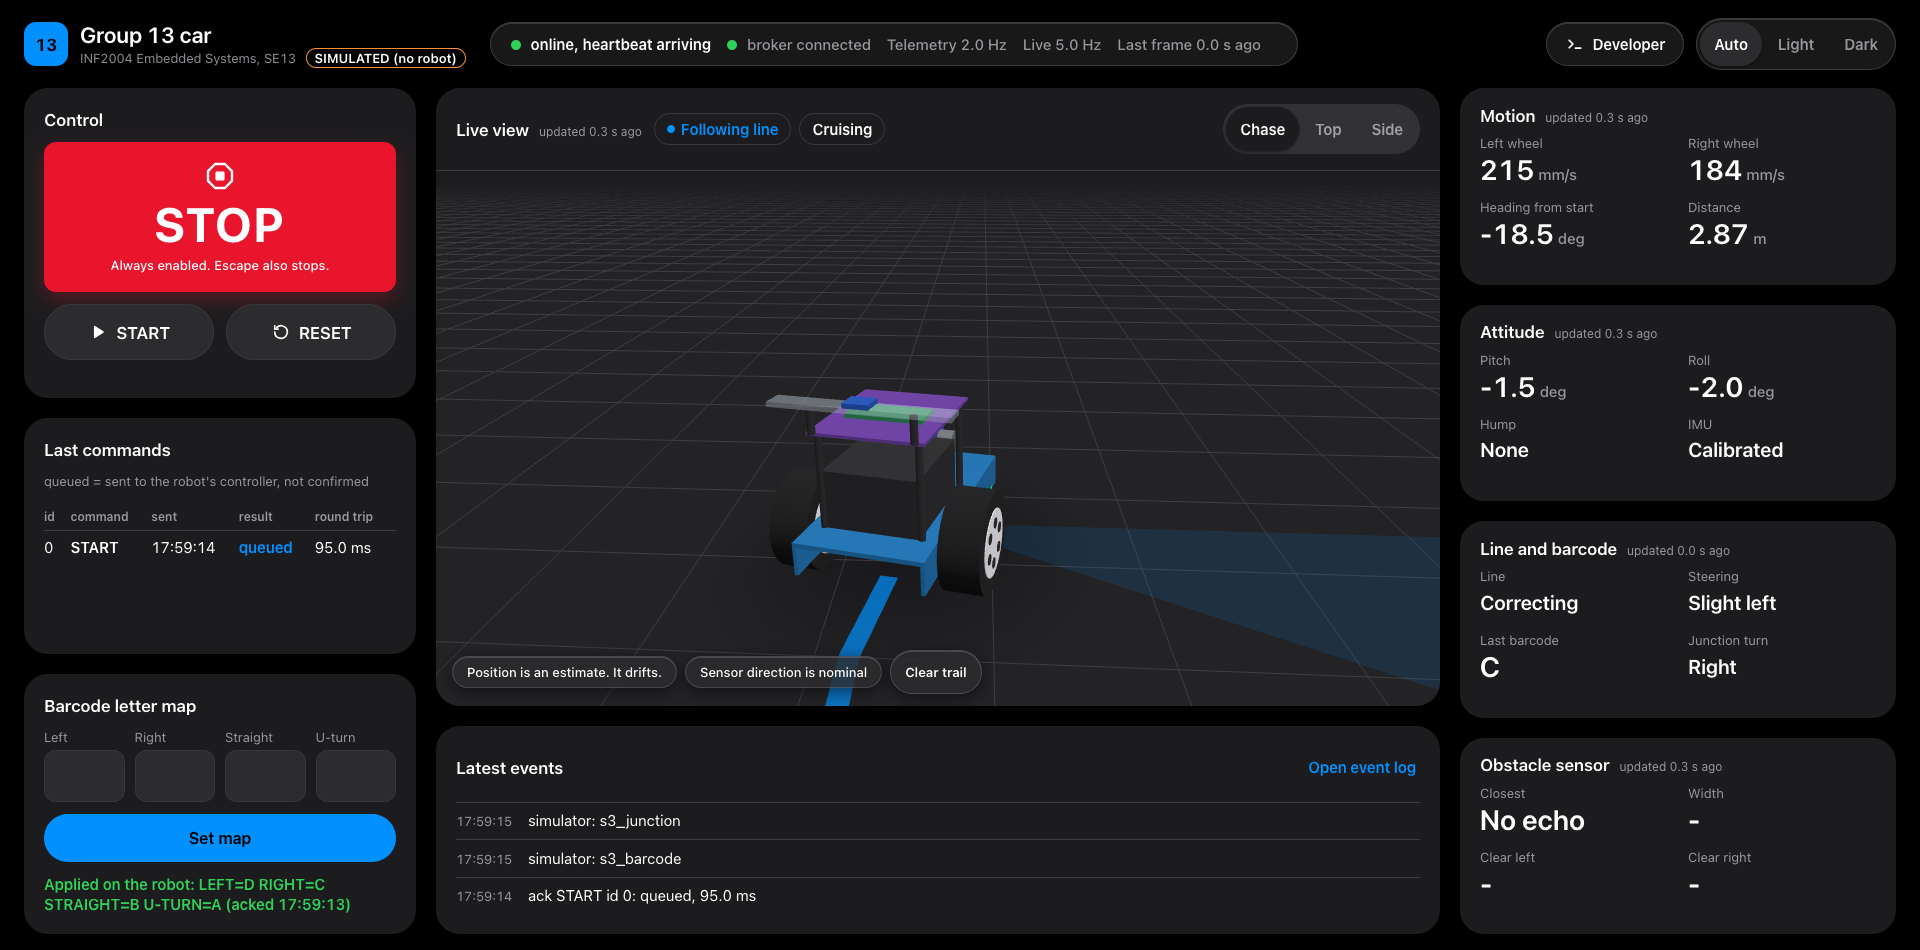 13
Group 13 car
INF2004 Embedded Systems, SE13
SIMULATED (no robot)
online, heartbeat arriving
broker connected
Telemetry 2.0 Hz
Live 5.0 Hz
Last frame 0.0 s ago
Developer
Auto
Light
Dark
Control
STOP
Always enabled. Escape also stops.
START
RESET
Last commands
queued = sent to the robot's controller, not confirmed
id command sent result round trip
0 START 17:59:14 queued 95.0 ms
Barcode letter map
Left Right Straight U-turn
Set map
Applied on the robot: LEFT=D RIGHT=C
STRAIGHT=B U-TURN=A (acked 17:59:13)
Live view updated 0.3 s ago
Following line
Cruising
Chase
Top
Side
Position is an estimate. It drifts.
Sensor direction is nominal
Clear trail
Latest events
Open event log
17:59:15 simulator: s3_junction
17:59:15 simulator: s3_barcode
17:59:14 ack START id 0: queued, 95.0 ms
Motion updated 0.3 s ago
Left wheel Right wheel
215 mm/s 184 mm/s
Heading from start Distance
-18.5 deg 2.87 m
Attitude updated 0.3 s ago
Pitch Roll
-1.5 deg -2.0 deg
Hump IMU
None Calibrated
Line and barcode updated 0.0 s ago
Line Steering
Correcting Slight left
Last barcode Junction turn
C Right
Obstacle sensor updated 0.3 s ago
Closest Width
No echo -
Clear left Clear right
- -